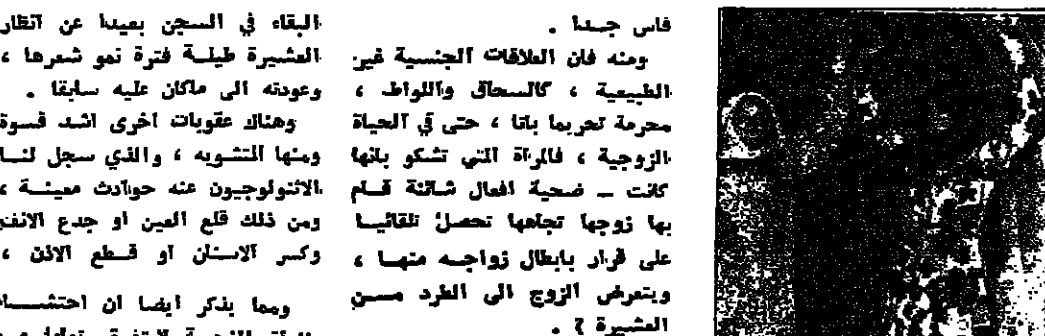 فاس جدا .
ومنه فان العلاقات الجنسية غير
الطبيعية ، كالسحاق واللواط ،
محرمة تحريما باتا ، حتى في الحياة
الزوجية ، فالمرأة التي تشكو بانها
كانت ــ ضحية افعال شائنة قام
بها زوجها تجاهها تحصل تلقائيا
على قرار بابطال زواجه منها ،
ويتعرض الزوج الى الطرد من
العشيرة ? .
البقاء في السجن بعيدا عن انظار
العشيرة طيلة فترة نمو شعرها ،
وعودته الى ماكان عليه سابقا .
وهناك عقوبات اخرى اشد قسوة
ومنها التشويه ، والذي سجل لنا
الاثنولوجيون عنه حوادث معينة ،
ومن ذلك قلع العين او جدع الانف
وكسر الاسنان او قطع الاذن ،
ومما يذكر ايضا ان احتشام